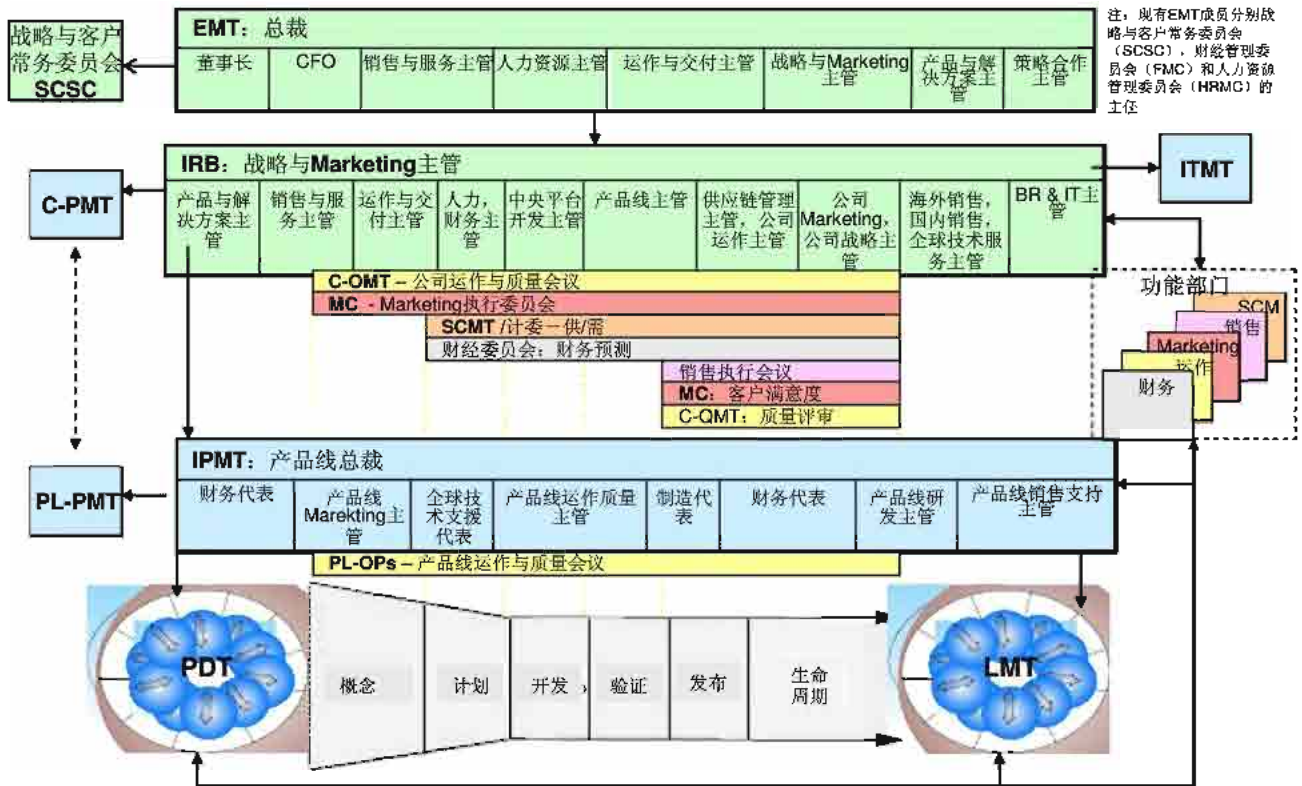 战略与客户
常务委员会
SCSC
EMT：总裁
董事长
CFO
销售与服务主管
人力资源主管
运作与交付主管
战略与Marketing
主管
产品与解
决方案主
管
策略合作
主管
注：现有EMT成员分别战
略与客户常务委员会
（SCSC），财经管理委
员会（FMC）和人力资源
管理委员会（HRMC）的
主任
C-PMT
IRB：战略与Marketing主管
产品与解
决方案主
管
销售与服
务主管
运作与交
付主管
人力，
财务主
管
中央平台
开发主管
产品线主管
供应链管理
主管，公司
运作主管
公司
Marketing，
公司战略主
管
海外销售，
国内销售，
全球技术服
务主管
BR & IT主
管
ITMT
C-OMT – 公司运作与质量会议
MC - Marketing执行委员会
SCMT /计委－供/需
财经委员会：财务预测
销售执行会议
MC：客户满意度
C-QMT：质量评审
功能部门
SCM
销售
Marketing
运作
财务
PL-PMT
IPMT：产品线总裁
财务代表
产品线
Marekting主
管
全球技
术支援
代表
产品线运作质量
主管
制造代
表
财务代表
产品线研
发主管
产品线销售支持
主管
PL-OPs – 产品线运作与质量会议
PDT
概念
计划
开发
验证
发布
生命
周期
LMT